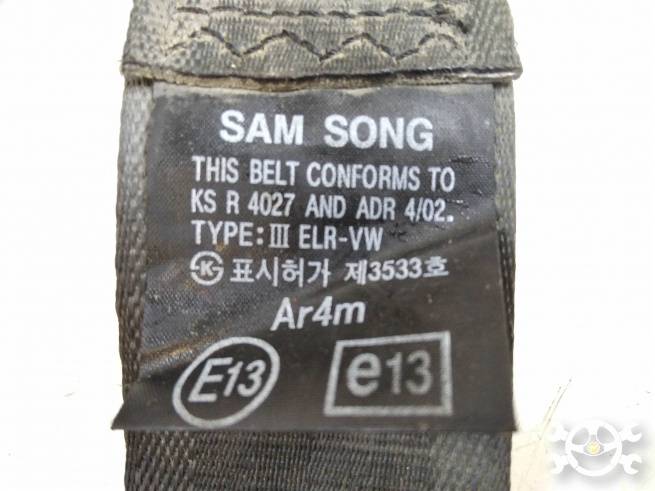 SAM SONG
THIS BELT CONFORMS TO
KS R 4027 AND ADR 4/02.
TYPE: III ELR-VW
K 표시허가 제3533호
Ar4m
E13 e13